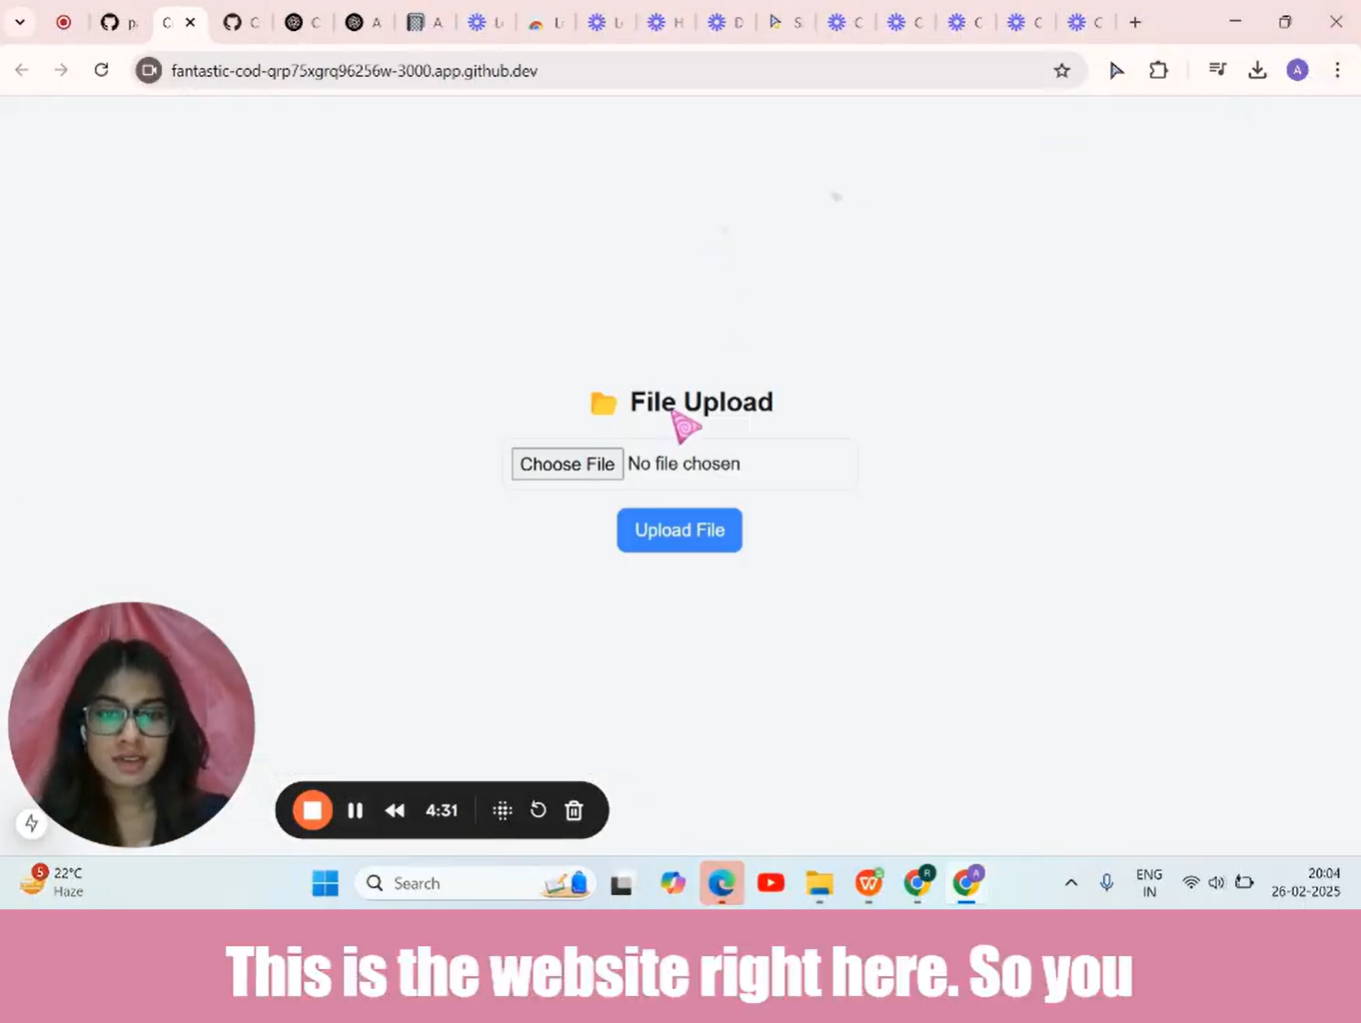 p
C
C
C
A
A
L
L
L
H
D
S
C
C
C
C
C
fantastic-cod-qrp75xgrq96256w-3000.app.github.dev
A
📂 File Upload
Choose File No file chosen
Upload File
4:31
5
22°C
Haze
Search
R
A
ENG
IN
20:04
26-02-2025
This is the website right here. So you